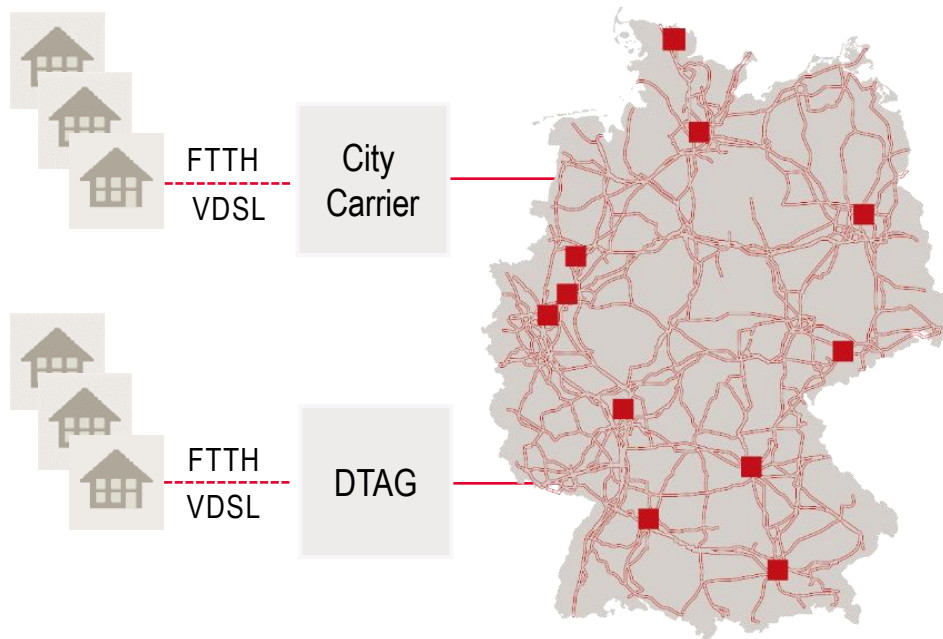 FTTH
VDSL
City
Carrier
FTTH
VDSL
DTAG